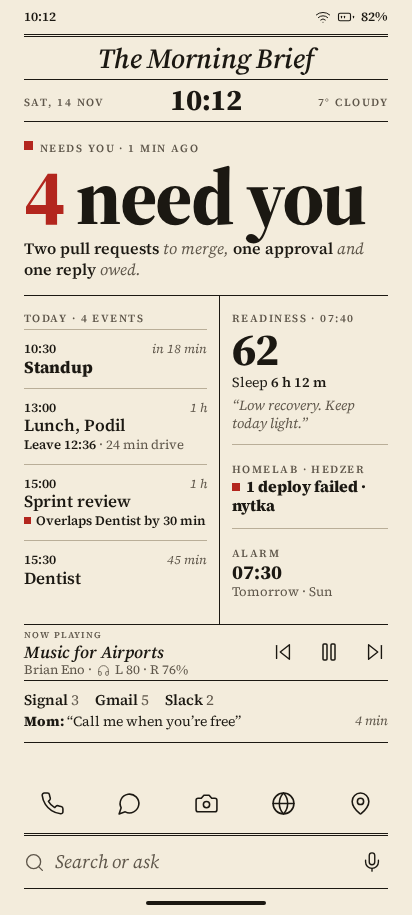 10:12
82%
The Morning Brief
SAT, 14 NOV
10:12
7° CLOUDY
NEEDS YOU · 1 MIN AGO
4 need you
Two pull requests to merge, one approval and
one reply owed.
TODAY · 4 EVENTS
10:30 in 18 min
Standup
13:00 1 h
Lunch, Podil
Leave 12:36 · 24 min drive
15:00 1 h
Sprint review
Overlaps Dentist by 30 min
15:30 45 min
Dentist
READINESS · 07:40
62
Sleep 6 h 12 m
“Low recovery. Keep
today light.”
HOMELAB · HEDZER
1 deploy failed ·
nytka
ALARM
07:30
Tomorrow · Sun
NOW PLAYING
Music for Airports
Brian Eno · L 80 · R 76%
Signal 3 Gmail 5 Slack 2
Mom: “Call me when you’re free” 4 min
Search or ask